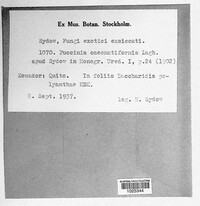 Ex Mus. Botan. Stockholm.
Sydow, Fungi exotici exsiccati.
1070. Puccinia caeomatiformis Lagh.
apud Sydow in Monogr. Ured. I, p.24 (1902)
Ecuador: Quito. In foliis Baccharidis po-
lyanthae HBK.
8. Sept. 1937. leg. H. Sydow